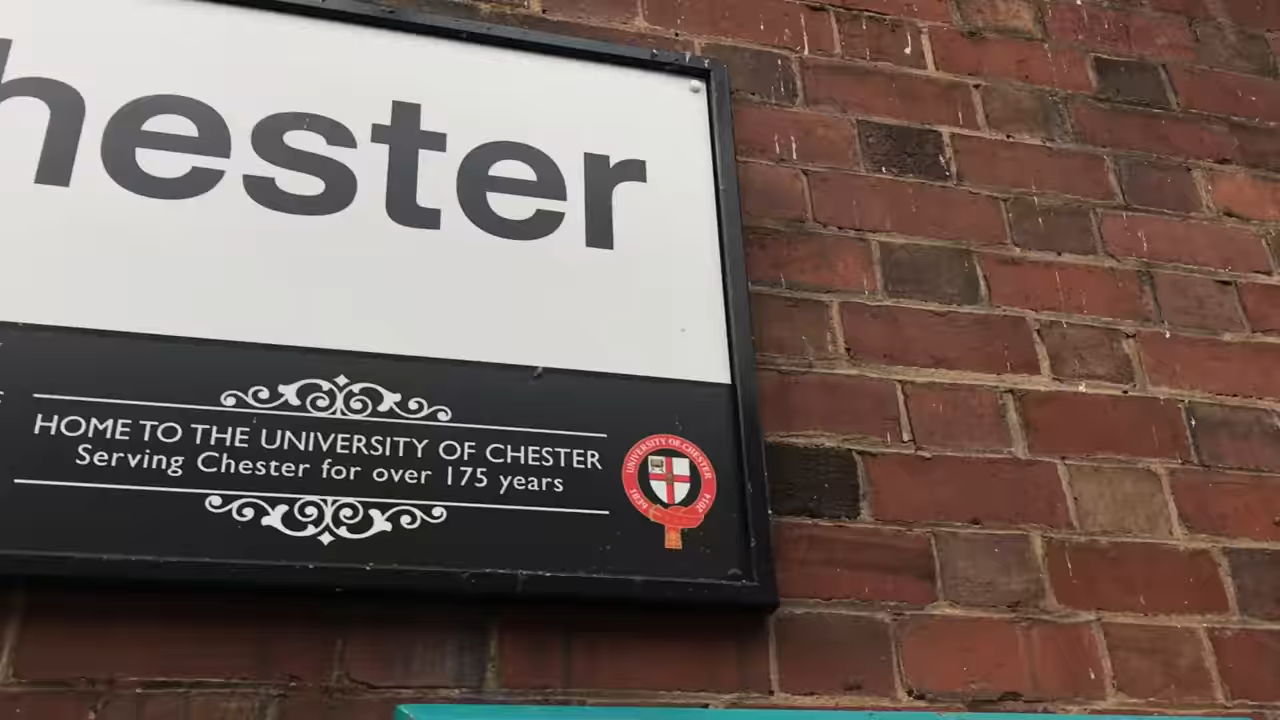 hester
HOME TO THE UNIVERSITY OF CHESTER
Serving Chester for over 175 years
UNIVERSITY OF CHESTER
1839 2014